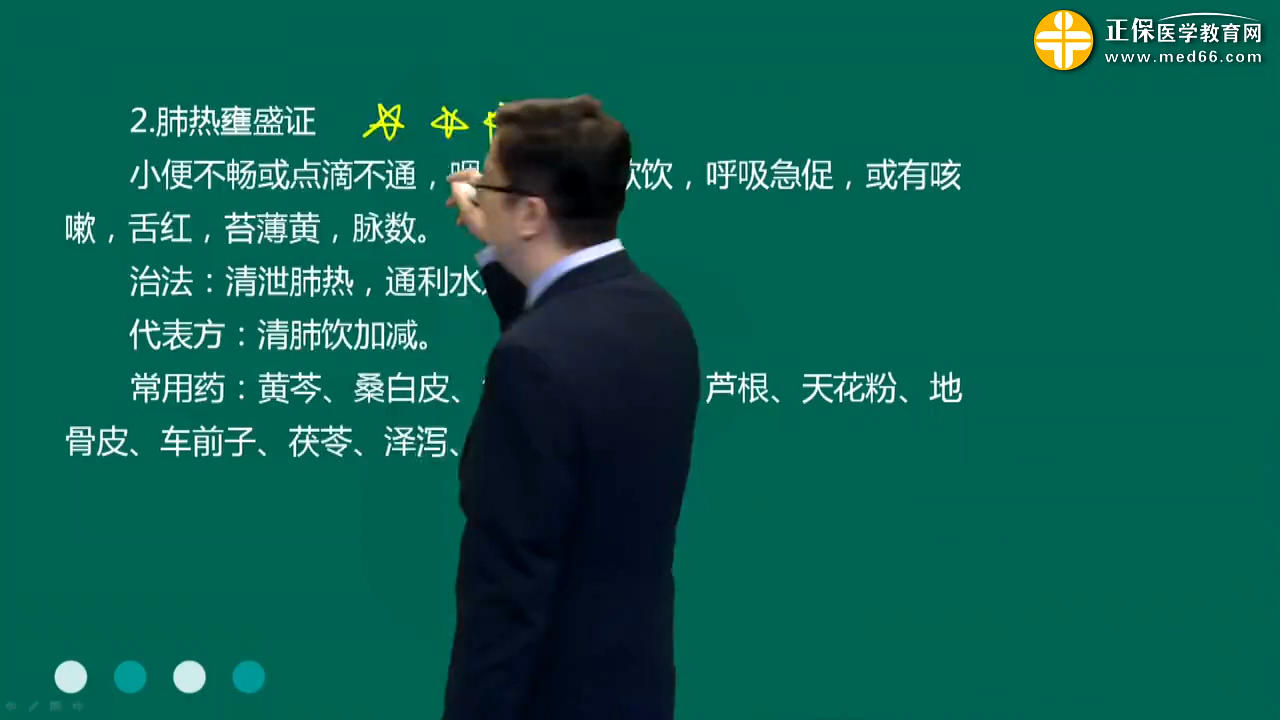 正保医学教育网
www.med66.com
2.肺热壅盛证
小便不畅或点滴不通，咽饮，呼吸急促，或有咳
嗽，舌红，苔薄黄，脉数。
治法：清泄肺热，通利水
代表方：清肺饮加减。
常用药：黄芩、桑白皮、芦根、天花粉、地
骨皮、车前子、茯苓、泽泻、